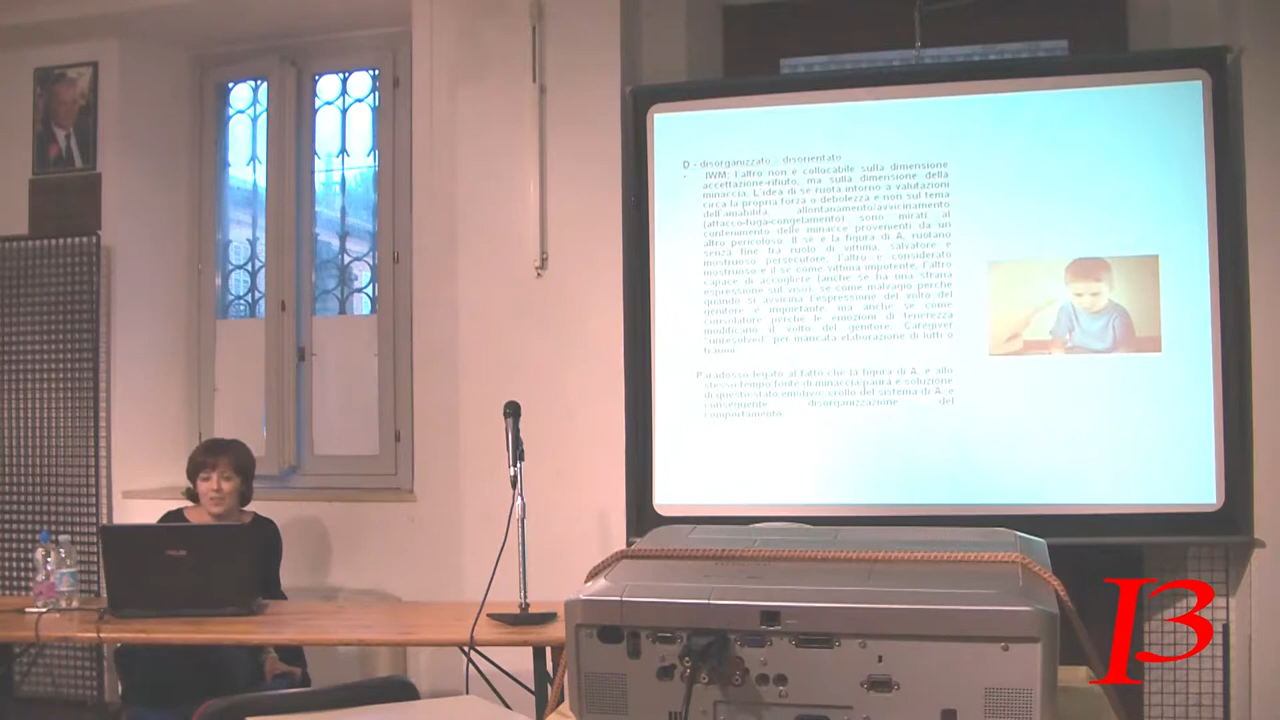 D - disorganizzato - disorientato
- IWM: l'altro non è collocabile sulla dimensione
accettazione-rifiuto, ma sulla dimensione della
minaccia. L'idea di sé ruota intorno a valutazioni
circa la propria forza o debolezza e non sul tema
dell'amabilità. allontanamento/avvicinamento
(attacco-fuga-congelamento) sono mirati al
contenimento delle minacce provenienti da un
altro pericoloso. Il sé e la figura di A. ruotano
senza fine tra ruolo di vittima, salvatore e
mostruoso persecutore, l'altro è considerato
mostruoso e il sé come vittima impotente, l'altro
capace di accogliere (anche se ha una strana
espressione sul viso), sé come malvagio perché
quando si avvicina l'espressione del volto del
genitore è inquietante, ma anche sé come
consolatore perché le emozioni di tenerezza
modificano il volto del genitore. Caregiver
"unresolved" per mancata elaborazione di lutti o
traumi.
Paradosso legato al fatto che la figura di A. è allo
stesso tempo fonte di minaccia/paura e soluzione
di questo stato emotivo: crollo del sistema di A. e
conseguente disorganizzazione del
comportamento.
ASUS
13